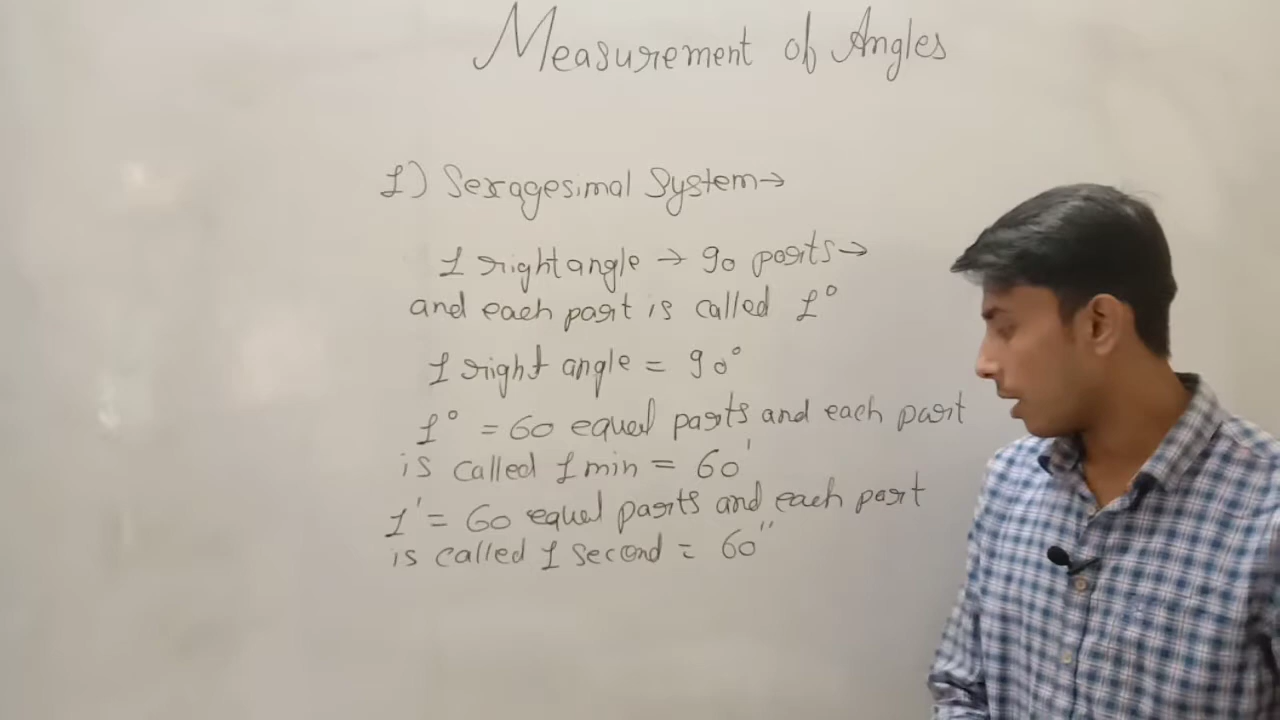 Measurement of Angles
1) Sexagesimal System→
1 right angle → 90 parts→
and each part is called 1°
1 right angle = 90°
1° = 60 equal parts and each part
is called 1 min = 60'
1' = 60 equal parts and each part
is called 1 second = 60"